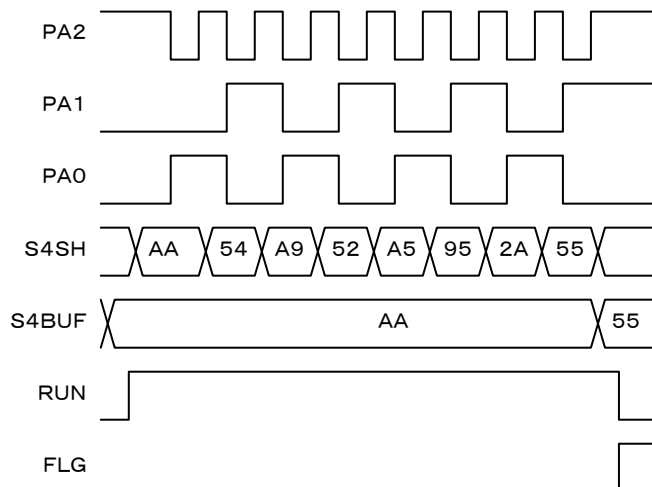 PA2
PA1
PA0
S4SH AA 54 A9 52 A5 95 2A 55
S4BUF AA 55
RUN
FLG